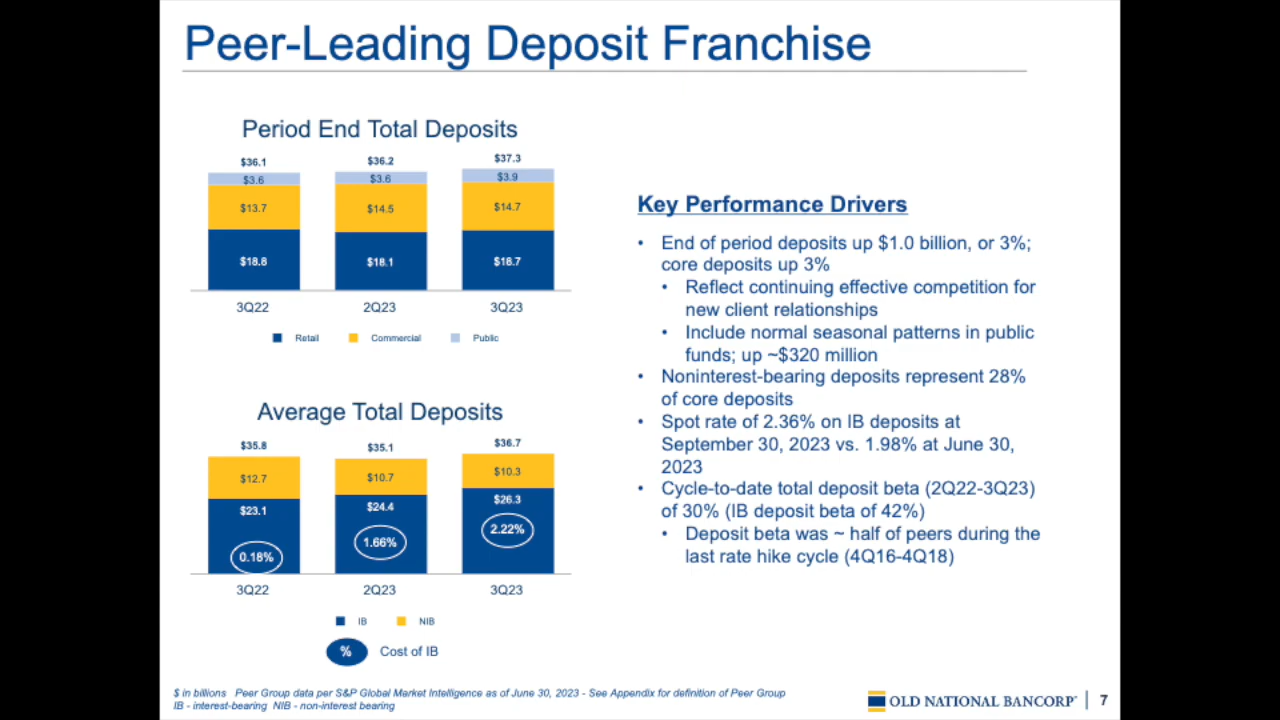 Peer-Leading Deposit Franchise
Period End Total Deposits
$36.1
$36.2
$37.3
$3.6
$3.6
$3.9
$13.7
$14.5
$14.7
$18.8
$18.1
$18.7
3Q22
2Q23
3Q23
Retail
Commercial
Public
Average Total Deposits
$35.8
$35.1
$36.7
$12.7
$10.7
$10.3
$23.1
$24.4
$26.3
0.18%
1.66%
2.22%
3Q22
2Q23
3Q23
IB
NIB
%
Cost of IB
Key Performance Drivers
• End of period deposits up $1.0 billion, or 3%;
core deposits up 3%
• Reflect continuing effective competition for
new client relationships
• Include normal seasonal patterns in public
funds; up ~$320 million
• Noninterest-bearing deposits represent 28%
of core deposits
• Spot rate of 2.36% on IB deposits at
September 30, 2023 vs. 1.98% at June 30,
2023
• Cycle-to-date total deposit beta (2Q22-3Q23)
of 30% (IB deposit beta of 42%)
• Deposit beta was ~ half of peers during the
last rate hike cycle (4Q16-4Q18)
$ in billions Peer Group data per S&P Global Market Intelligence as of June 30, 2023 - See Appendix for definition of Peer Group
IB - interest-bearing NIB - non-interest bearing
OLD NATIONAL BANCORP
7